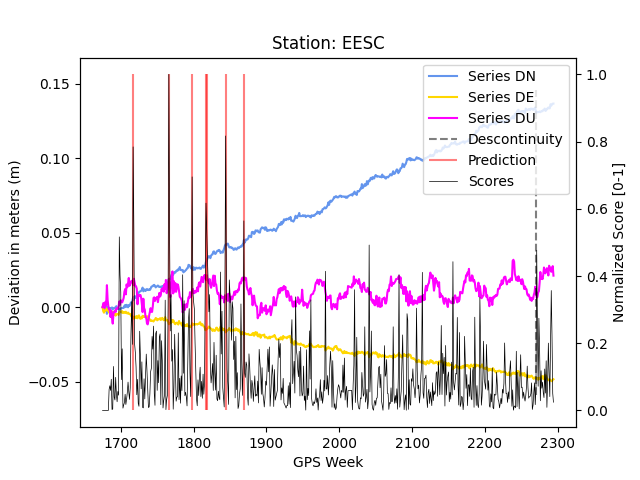 Station: EESC
Series DN
Series DE
Series DU
Descontinuity
Prediction
Scores
0.15
0.10
0.05
0.00
−0.05
Deviation in meters (m)
1.0
0.8
0.6
0.4
0.2
0.0
Normalized Score [0-1]
1700 1800 1900 2000 2100 2200 2300
GPS Week